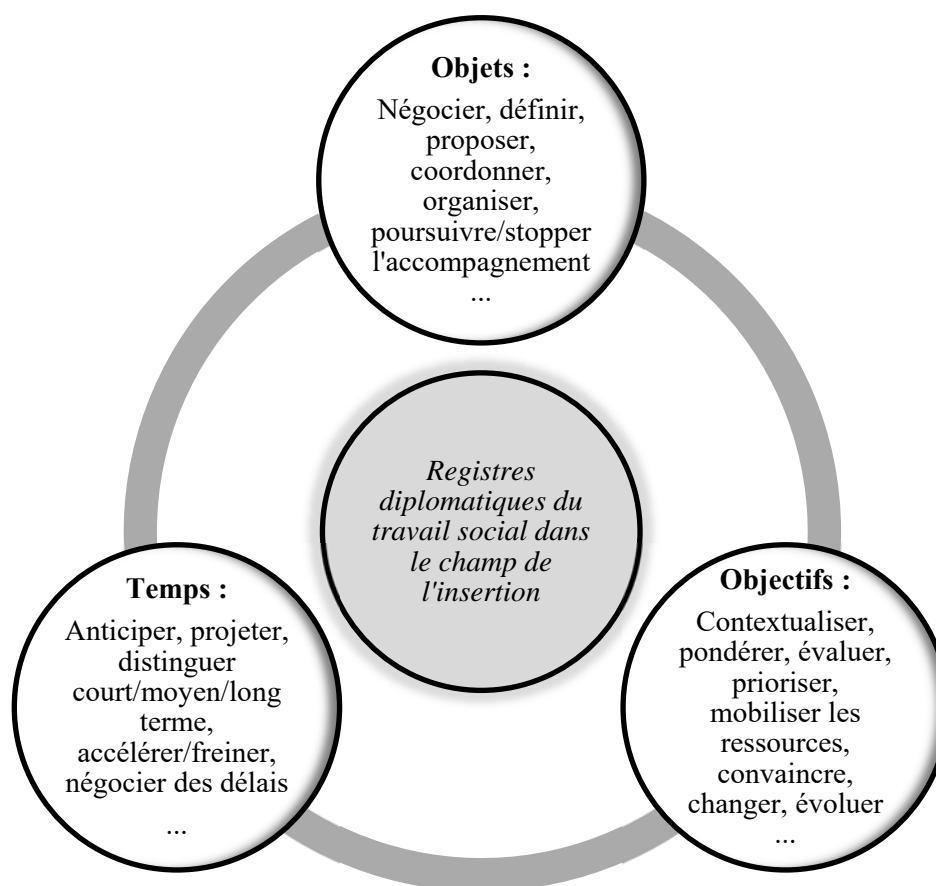 Objets :
Négocier, définir,
proposer,
coordonner,
organiser,
poursuivre/stopper
l'accompagnement
...
Registres
diplomatiques du
travail social dans
le champ de
l'insertion
Temps :
Anticiper, projeter,
distinguer
court/moyen/long
terme,
accélérer/freiner,
négocier des délais
...
Objectifs :
Contextualiser,
pondérer, évaluer,
prioriser,
mobiliser les
ressources,
convaincre,
changer, évoluer
...